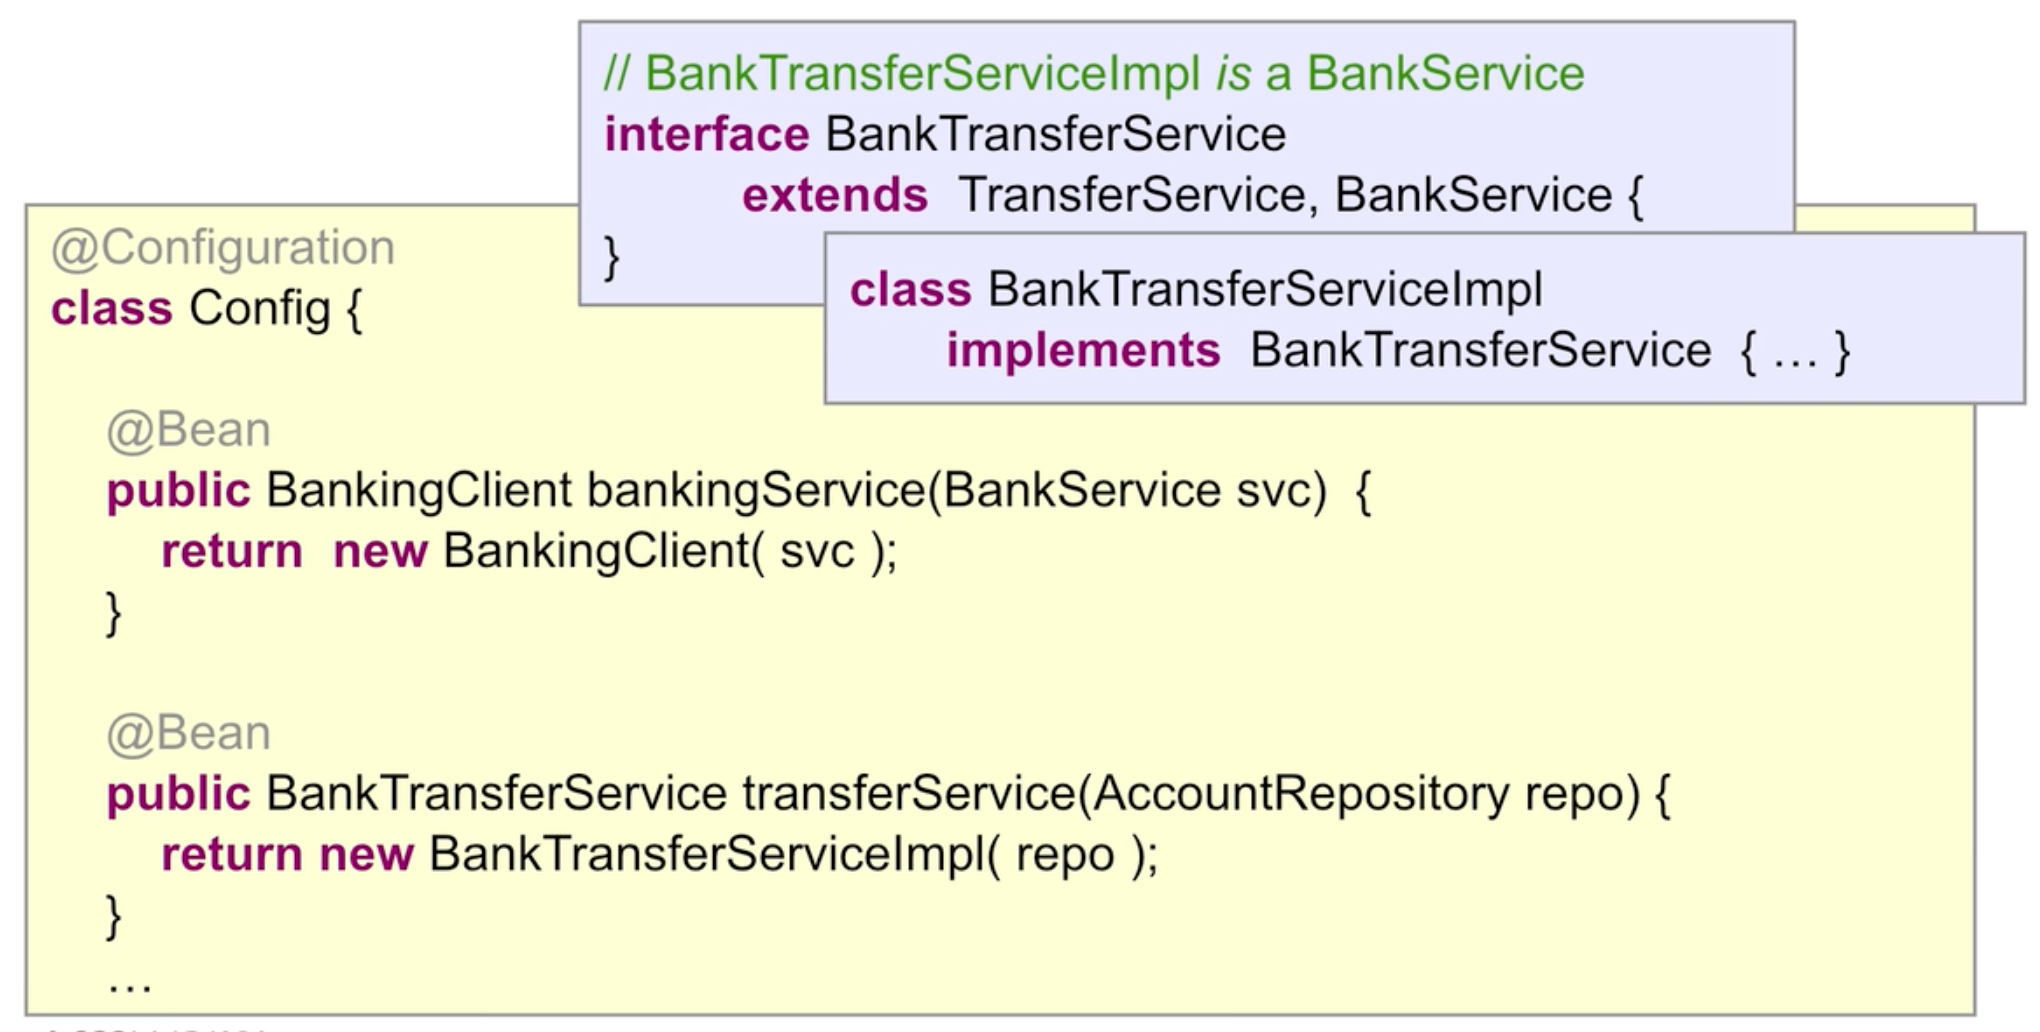 // BankTransferServiceImpl is a BankService
interface BankTransferService
extends TransferService, BankService {
}
class BankTransferServiceImpl
implements BankTransferService { … }
@Configuration
class Config {
@Bean
public BankingClient bankingService(BankService svc) {
return new BankingClient( svc );
}
@Bean
public BankTransferService transferService(AccountRepository repo) {
return new BankTransferServiceImpl( repo );
}
…